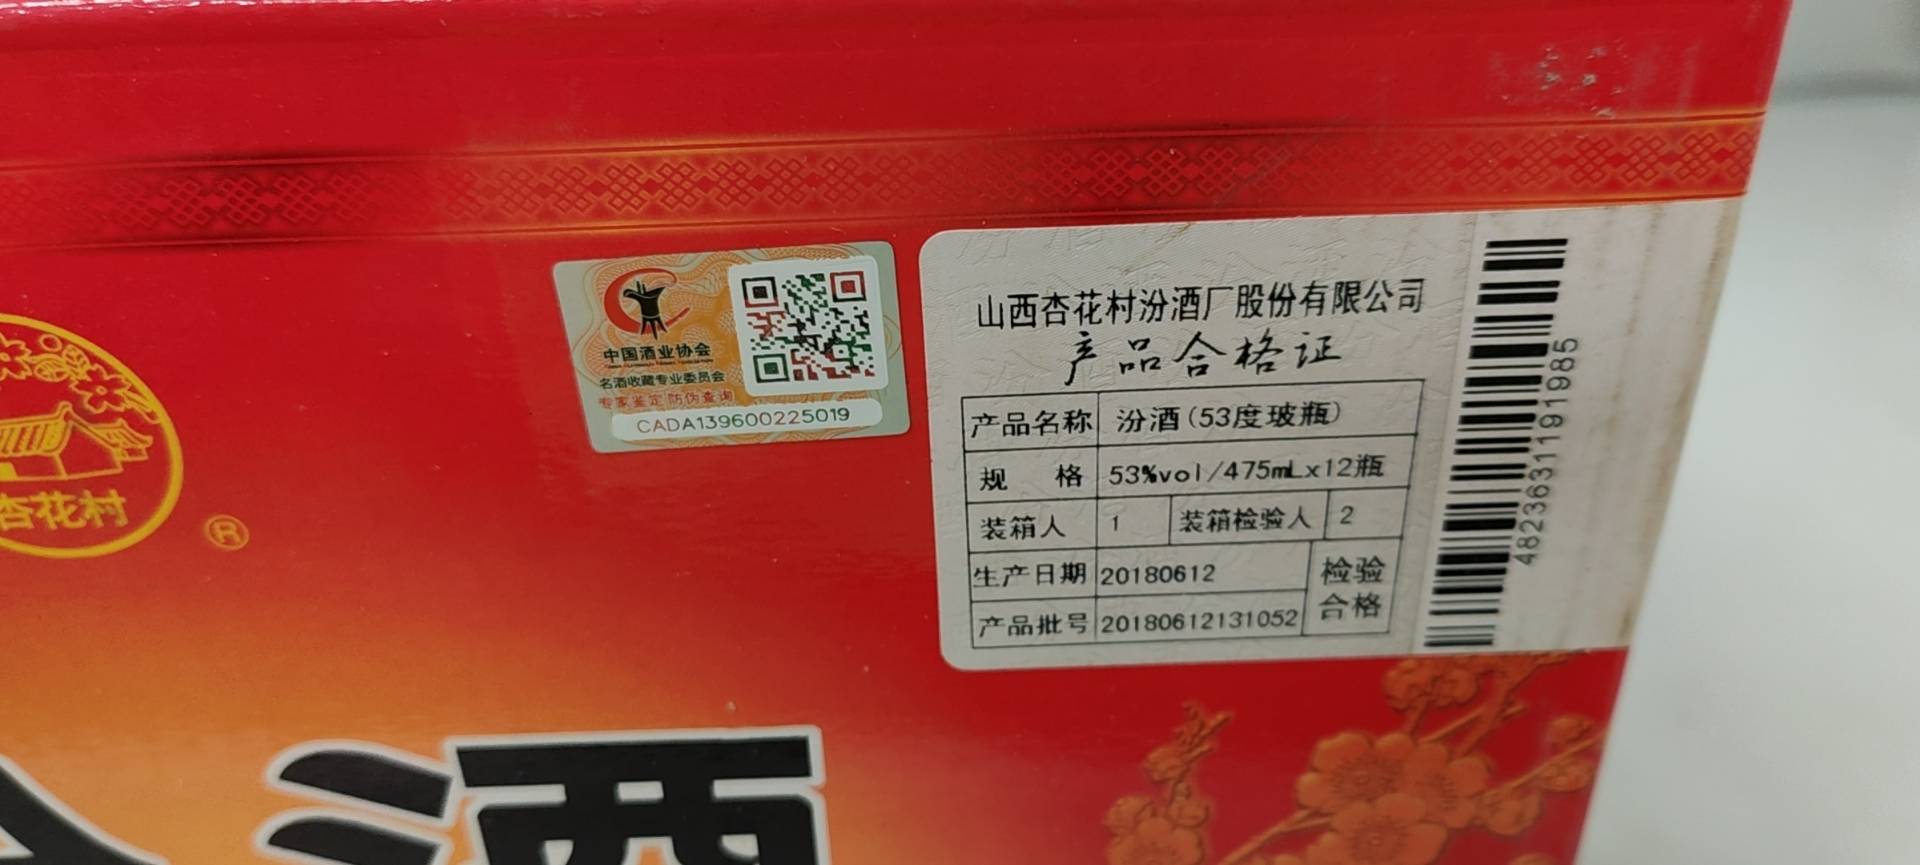 中国酒业协会
名酒收藏专业委员会
专家鉴定 防伪查询
CADA139600225019
山西杏花村汾酒厂股份有限公司
产品合格证
产品名称 汾酒(53度玻瓶)
规 格 53%vol/475mLx12瓶
装箱人 1 装箱检验人 2
生产日期 20180612
检验合格
产品批号 20180612131052
4823631191985
杏花村
®
酒